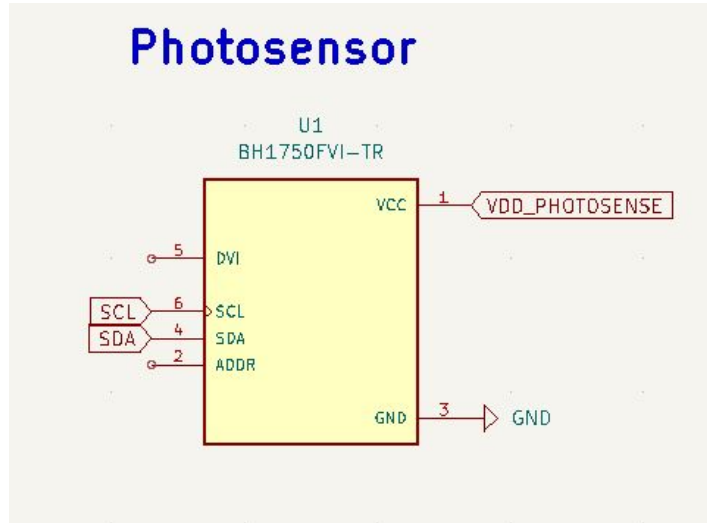 Photosensor
U1
BH1750FVI-TR
VCC 1 VDD_PHOTOSENSE
5 DVI
SCL 6 SCL
SDA 4 SDA
2 ADDR
GND 3 GND